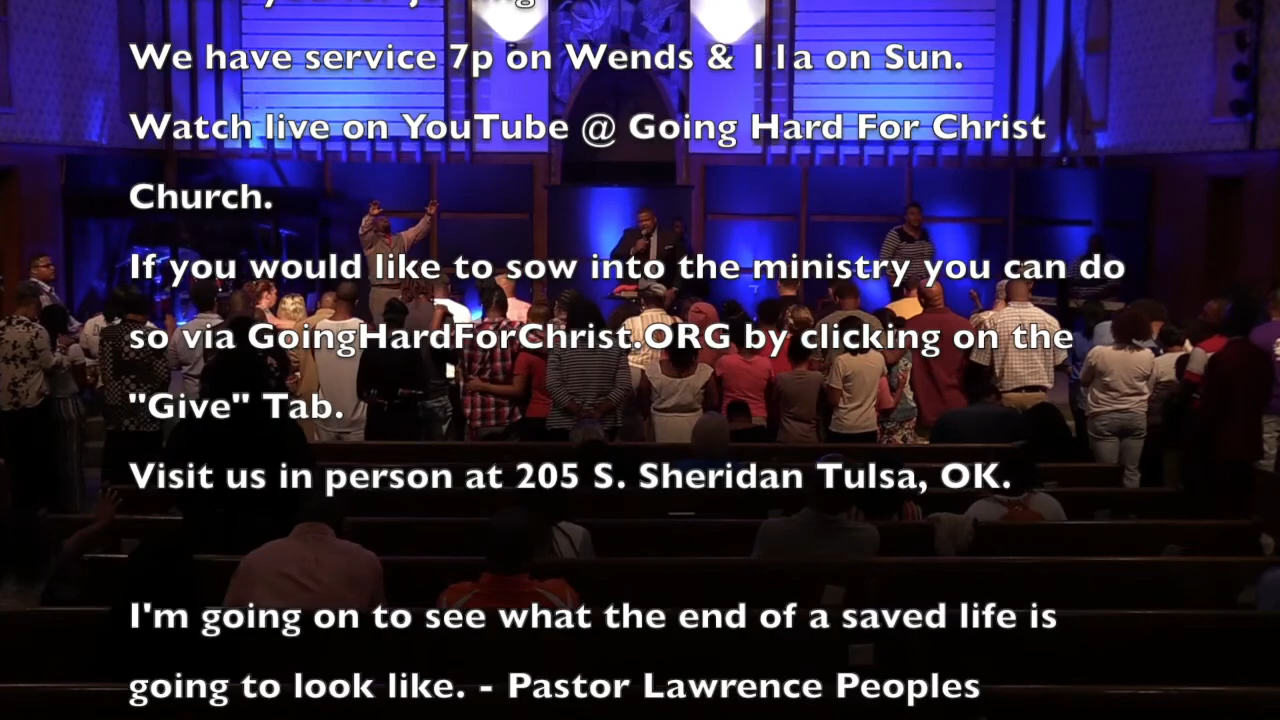 We have service 7p on Wends & 11a on Sun.
Watch live on YouTube @ Going Hard For Christ
Church.
If you would like to sow into the ministry you can do
so via GoingHardForChrist.ORG by clicking on the
"Give" Tab.
Visit us in person at 205 S. Sheridan Tulsa, OK.
I'm going on to see what the end of a saved life is
going to look like. - Pastor Lawrence Peoples